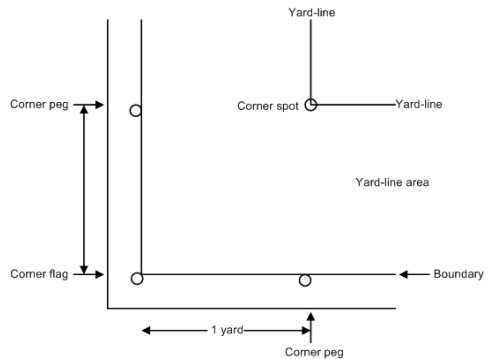 Yard-line
Corner peg
Corner spot
Yard-line
Yard-line area
Corner flag
Boundary
1 yard
Corner peg